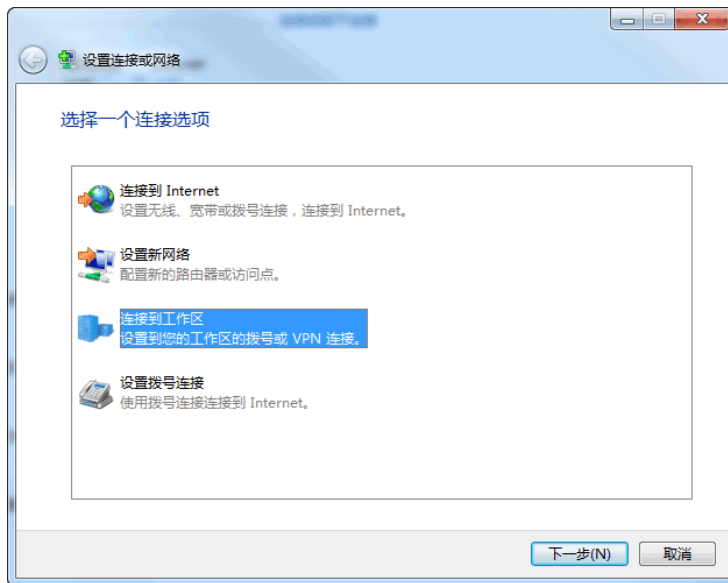 设置连接或网络
选择一个连接选项
连接到 Internet
设置无线、宽带或拨号连接，连接到 Internet。
设置新网络
配置新的路由器或访问点。
连接到工作区
设置到您的工作区的拨号或 VPN 连接。
设置拨号连接
使用拨号连接连接到 Internet。
下一步(N)
取消